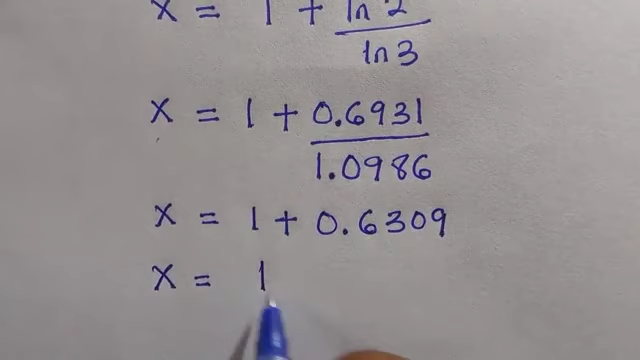 x = 1 + ln 2 / ln 3
x = 1 + 0.6931 / 1.0986
x = 1 + 0.6309
x = 1